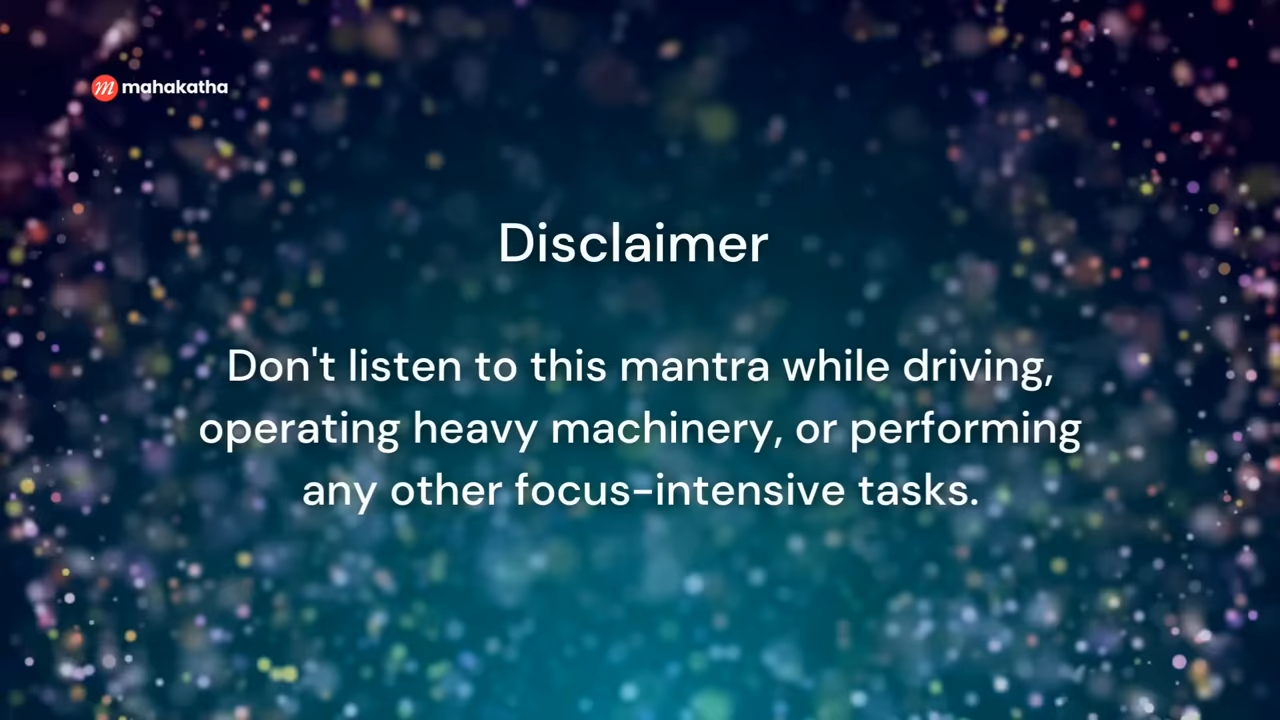 mahakatha
Disclaimer
Don't listen to this mantra while driving,
operating heavy machinery, or performing
any other focus-intensive tasks.